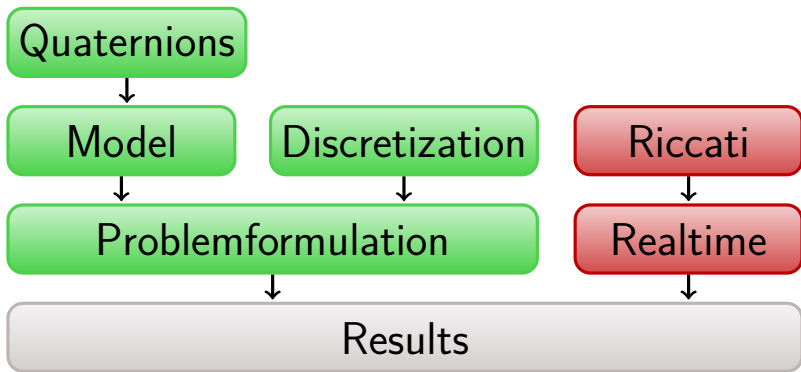 Quaternions
Model
Discretization
Riccati
Problemformulation
Realtime
Results